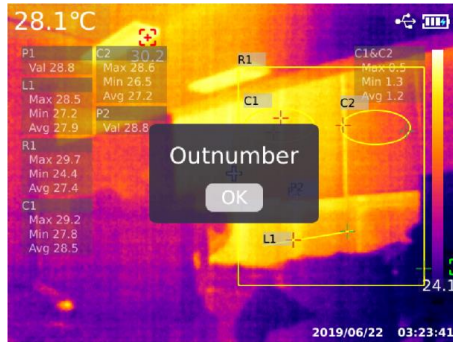 28.1°C
30.2
P1
Val 28.8
L1
Max 28.5
Min 27.2
Avg 27.9
R1
Max 29.7
Min 24.4
Avg 27.4
C1
Max 29.2
Min 27.8
Avg 28.5
C2
Max 28.6
Min 26.5
Avg 27.2
P2
Val 28.8
C1&C2
Max 0.5
Min 1.3
Avg 1.2
R1
C1
C2
Outnumber
OK
P2
L1
24.1
2019/06/22 03:23:41